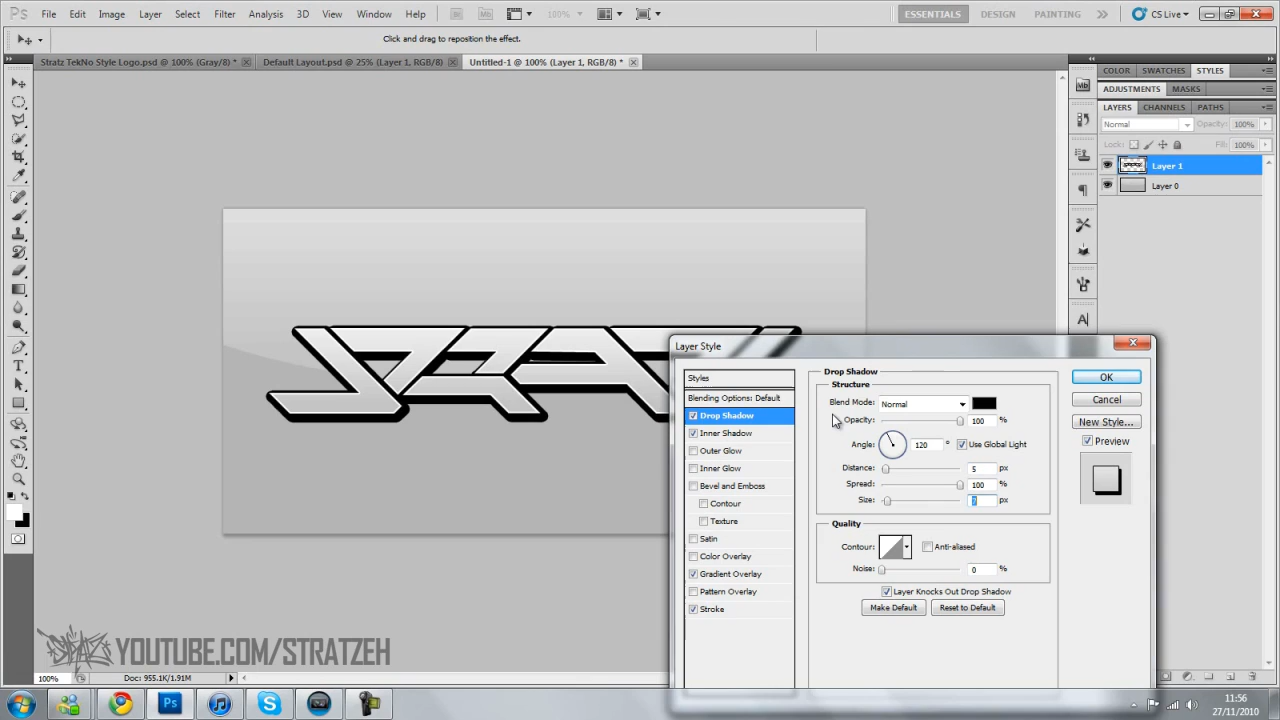 Ps File Edit Image Layer Select Filter Analysis 3D View Window Help Mb 100% ESSENTIALS DESIGN PAINTING CS Live
Click and drag to reposition the effect.
Stratz TekNo Style Logo.psd @ 100% (Gray/8) * Default Layout.psd @ 25% (Layer 1, RGB/8) Untitled-1 @ 100% (Layer 1, RGB/8) *
COLOR SWATCHES STYLES
Mb ADJUSTMENTS MASKS
LAYERS CHANNELS PATHS
Normal Opacity: 100%
Lock: Fill: 100%
Layer 1
Layer 0
A
Layer Style
Styles
Blending Options: Default
Drop Shadow
Inner Shadow
Outer Glow
Inner Glow
Bevel and Emboss
Contour
Texture
Satin
Color Overlay
Gradient Overlay
Pattern Overlay
Stroke
Drop Shadow
Structure
Blend Mode: Normal
Opacity: 100 %
Angle: 120 ° Use Global Light
Distance: 5 px
Spread: 100 %
Size: 7 px
Quality
Contour: Anti-aliased
Noise: 0 %
Layer Knocks Out Drop Shadow
Make Default Reset to Default
OK
Cancel
New Style...
Preview
YOUTUBE.COM/STRATZEH
100% Doc: 955.1K/1.91M
Ps
11:56
27/11/2010